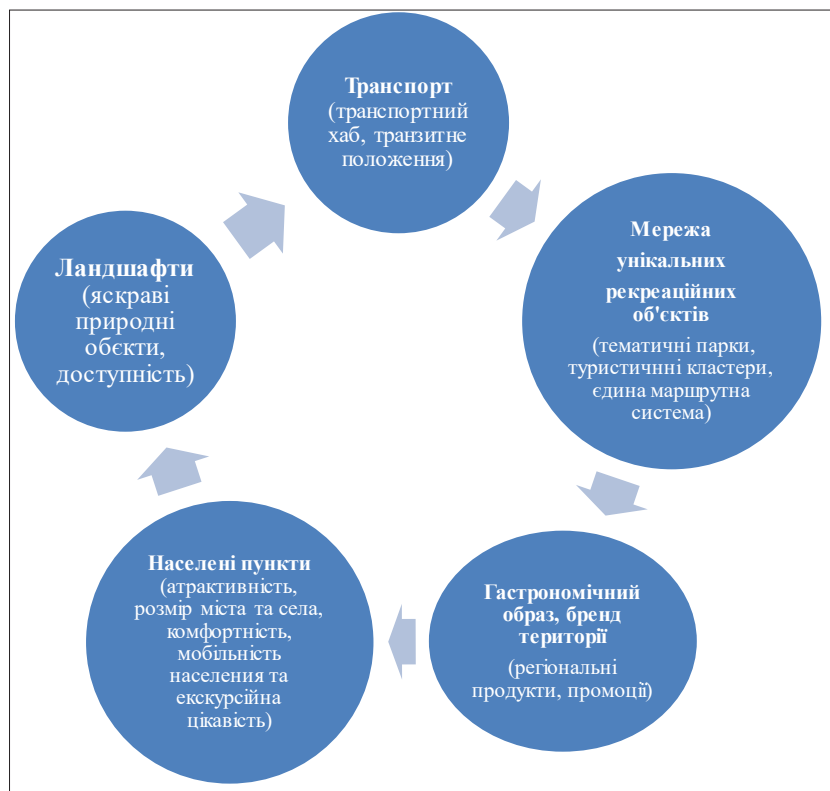 Транспорт
(транспортний
хаб, транзитне
положення)
Мережа
унікальних
рекреаційних
об'єктів
(тематичні парки,
туристичнні кластери,
єдина маршрутна
система)
Гастрономічний
образ, бренд
території
(регіональні
продукти, промоції)
Населені пункти
(атрактивність,
розмір міста та села,
комфортність,
мобільність
населення та
екскурсійна
цікавість)
Ландшафти
(яскраві
природні
обєкти,
доступність)